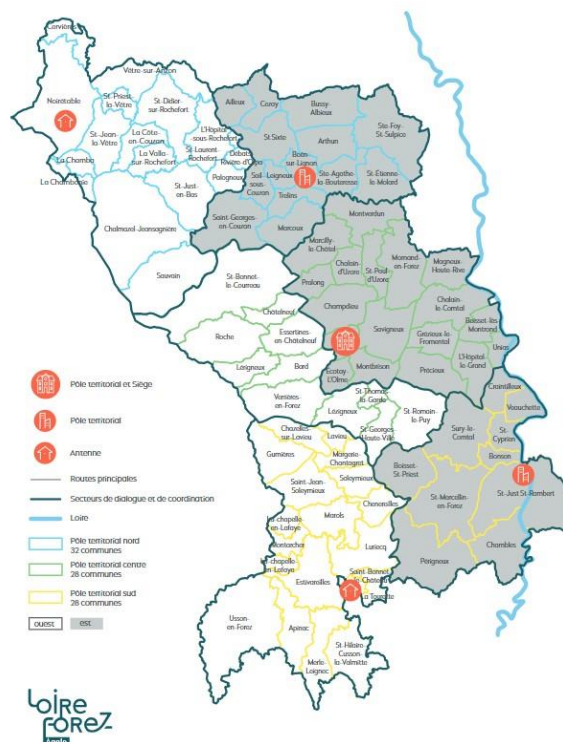 Cervières
Noirétable
Vêtre-sur-Anzon
St-Priest-
la-Vêtre
St-Didier
-sur-Rochefort
St-Jean-
la-Vêtre
La Côte-
en-Couzan
L'Hôpital
-sous-Rochefort
La Chamba
La Valla-
sur-Rochefort
St-Laurent-
Rochefort
Débats-
Rivière-d'Orpra
La Chambonie
Palogneux
St-Just-
en-Bas
Chalmazel-Jeansagnière
Sauvain
Ailleux
Cezay
Bussy-
Albieux
Ste-Foy-
St-Sulpice
St-Sixte
Arthun
Boën-
sur-Lignon
Leigneux
Sail-
sous-
Couzan
Ste-Agathe
-la-Bouteresse
St-Étienne
-le-Molard
Trelins
Saint-Georges
-en-Couzan
Marcoux
Montverdun
Marcilly
-le-Châtel
Chalain-
d'Uzore
St-Paul-
d'Uzore
Mornand-
en-Forez
Magneux-
Haute-Rive
Pralong
Chalain-
le-Comtal
St-Bonnet-
le-Courreau
Champdieu
Châtelneuf
Boisset-lès
-Montrond
Roche
Essertines-
en-Châtelneuf
Savigneux
Grézieux-le-
Fromental
Unias
Lérigneux
Bard
Écotay-
L'Olme
Montbrison
Précieux
L'Hôpital-
le-Grand
Verrières-
en-Forez
St-Thomas-
la-Garde
Lézigneux
St-Georges-
Haute-Ville
St-Romain-
le-Puy
Craintilleux
Veauchette
Sury-le-
Comtal
St-
Cyprien
Bonson
Chazelles-
sur-Lavieu
Lavieu
Gumières
Margerie-
Chantagret
Boisset-
St-Priest
Saint-Jean-
Soleymieux
Soleymieux
St-Marcellin-
en-Forez
St-Just St-Rambert
Chenereilles
La-chapelle-
en-Lafaye
Marols
Montarcher
Luriecq
Chambles
La-chapelle-
en-Lafaye
Périgneux
Estivareilles
Saint-Bonnet
-le-Château
La Tourette
Usson-
en-Forez
Apinac
Merle-
Leignec
St-Hilaire-
Cusson-
la-Valmitte
Pôle territorial et Siège
Pôle territorial
Antenne
Routes principales
Secteurs de dialogue et de coordination
Loire
Pôle territorial nord
32 communes
Pôle territorial centre
28 communes
Pôle territorial sud
28 communes
ouest
est
Loire
forez
Agglo